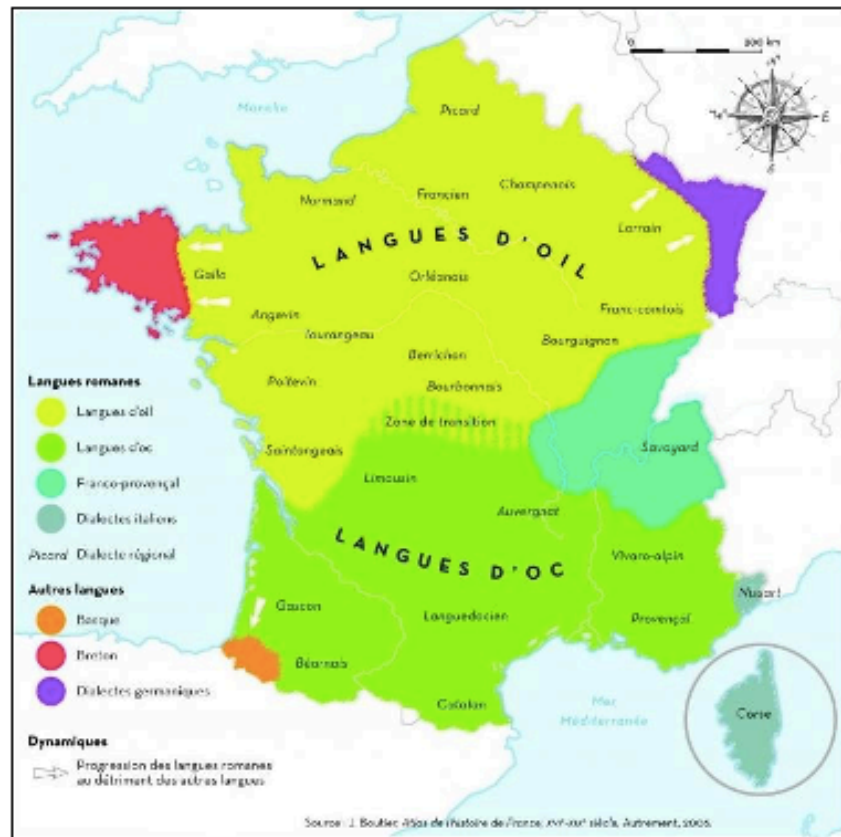 0 200 km
N
E
S
Manche
Picard
Normand
Francien
Champenois
Lorrain
LANGUES D'OIL
Gallo
Orléanais
Angevin
Franc-comtois
Tourangeau
Bourguignon
Berrichon
Poitevin
Bourbonnais
Zone de transition
Saintongeais
Savoyard
Limousin
Auvergnat
LANGUES D'OC
Vivaro-alpin
Gascon
Languedocien
Provençal
Béarnais
Catalan
Mer
Méditerranée
Corse
Langues romanes
Langues d'oïl
Langues d'oc
Franco-provençal
Dialectes italiens
Picard Dialecte régional
Autres langues
Basque
Breton
Dialectes germaniques
Dynamiques
Progression des langues romanes
au détriment des autres langues
Source : J. Boutier, Atlas de l'histoire de France, siècle, Autrement,